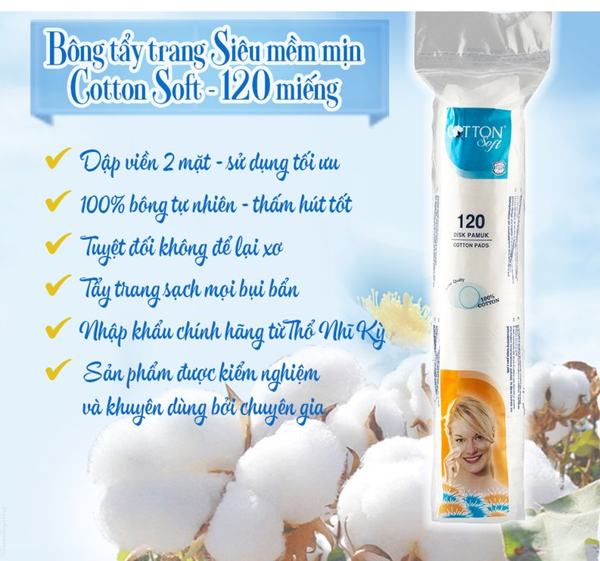 Bông tẩy trang Siêu mềm mịn
Cotton Soft - 120 miếng
Dập viền 2 mặt - sử dụng tối ưu
100% bông tự nhiên - thấm hút tốt
Tuyệt đối không để lại xơ
Tẩy trang sạch mọi bụi bẩn
Nhập khẩu chính hãng từ Thổ Nhĩ Kỳ
Sản phẩm được kiểm nghiệm
và khuyên dùng bởi chuyên gia
COTTON
Soft
120
DISK PAMUK
COTTON PADS
100%
COTTON